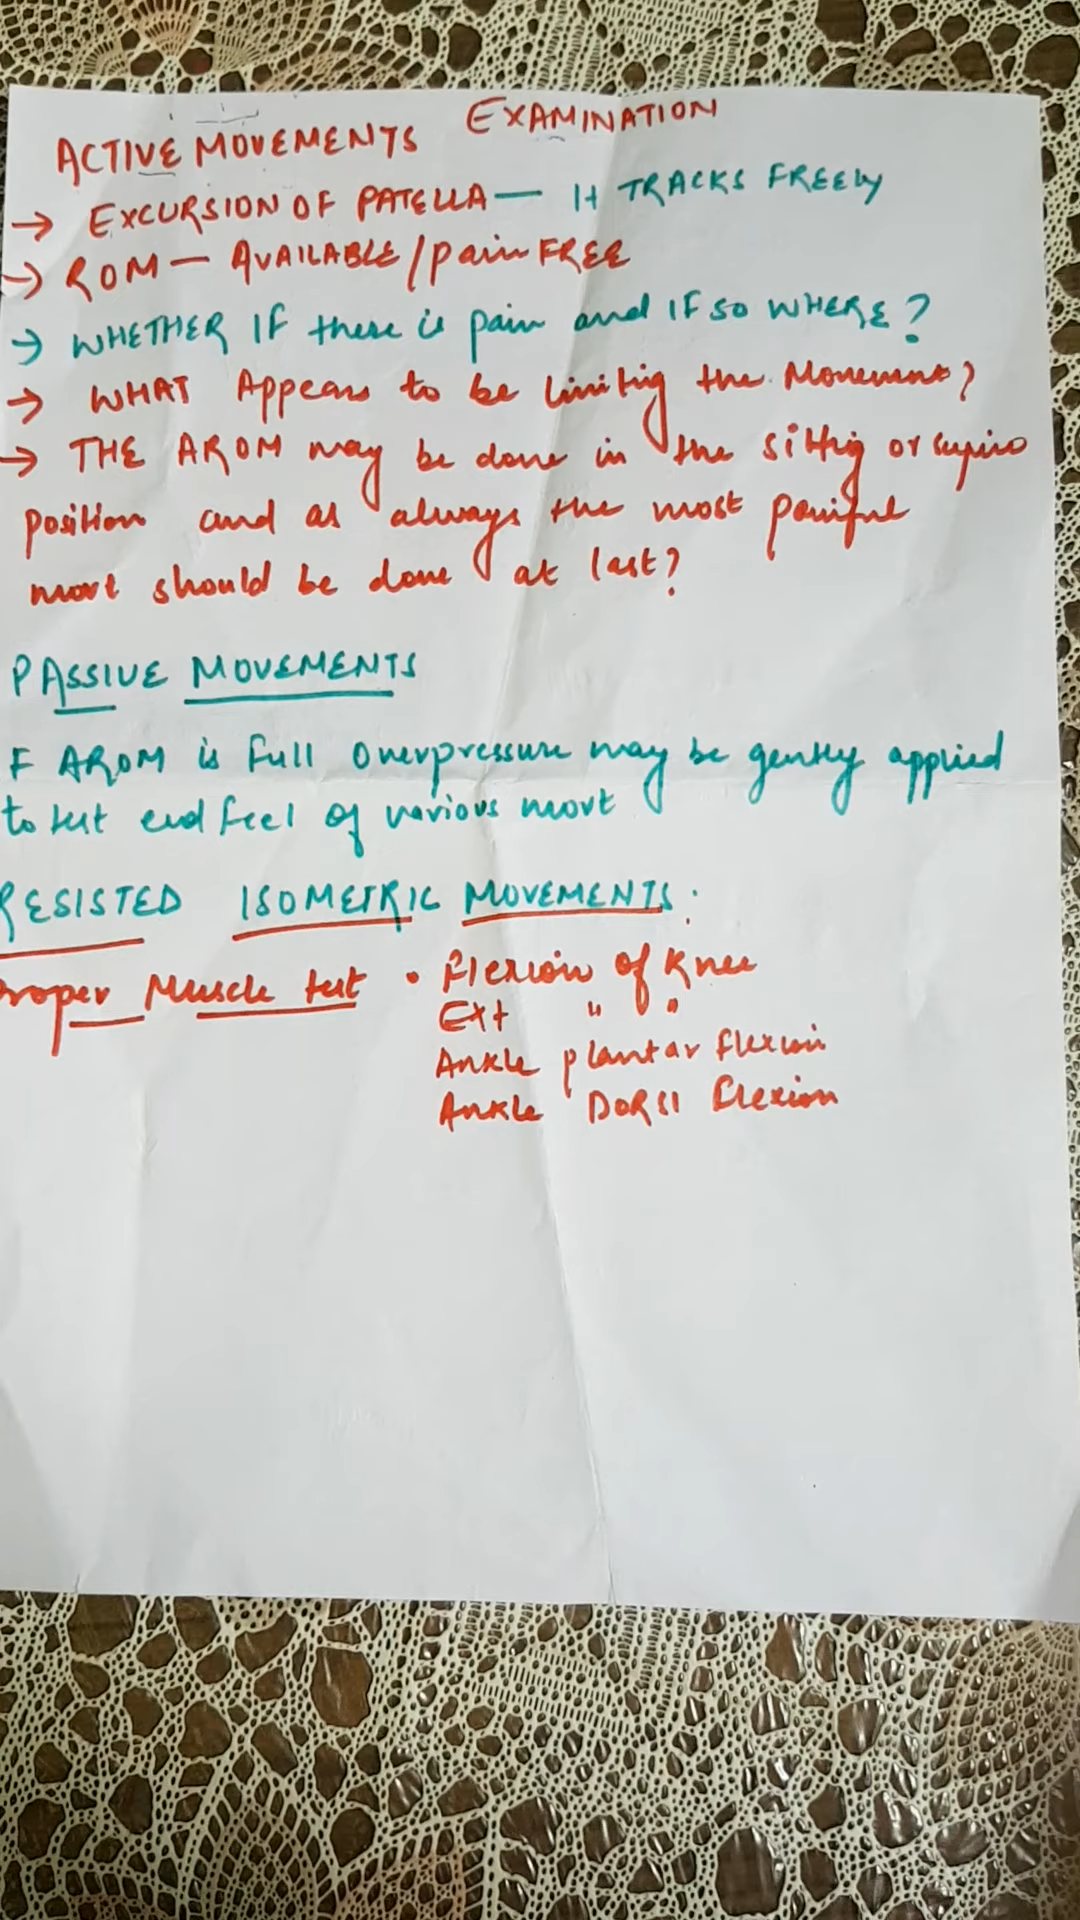 EXAMINATION
ACTIVE MOVEMENTS
→ EXCURSION OF PATELLA — It TRACKS FREELY
→ ROM — AVAILABLE / pain FREE
→ WHETHER IF there is pain and IF SO WHERE?
→ WHAT Appears to be limiting the Movement?
→ THE AROM may be done in the sitting or supine
position and as always the most painful
movt should be done at last?
PASSIVE MOVEMENTS
F AROM is full overpressure may be gently applied
to test end feel of various movt
RESISTED ISOMETRIC MOVEMENTS:
roper Muscle test • Flexion of Knee
Ext " "
Ankle plantar flexion
Ankle DORSI flexion